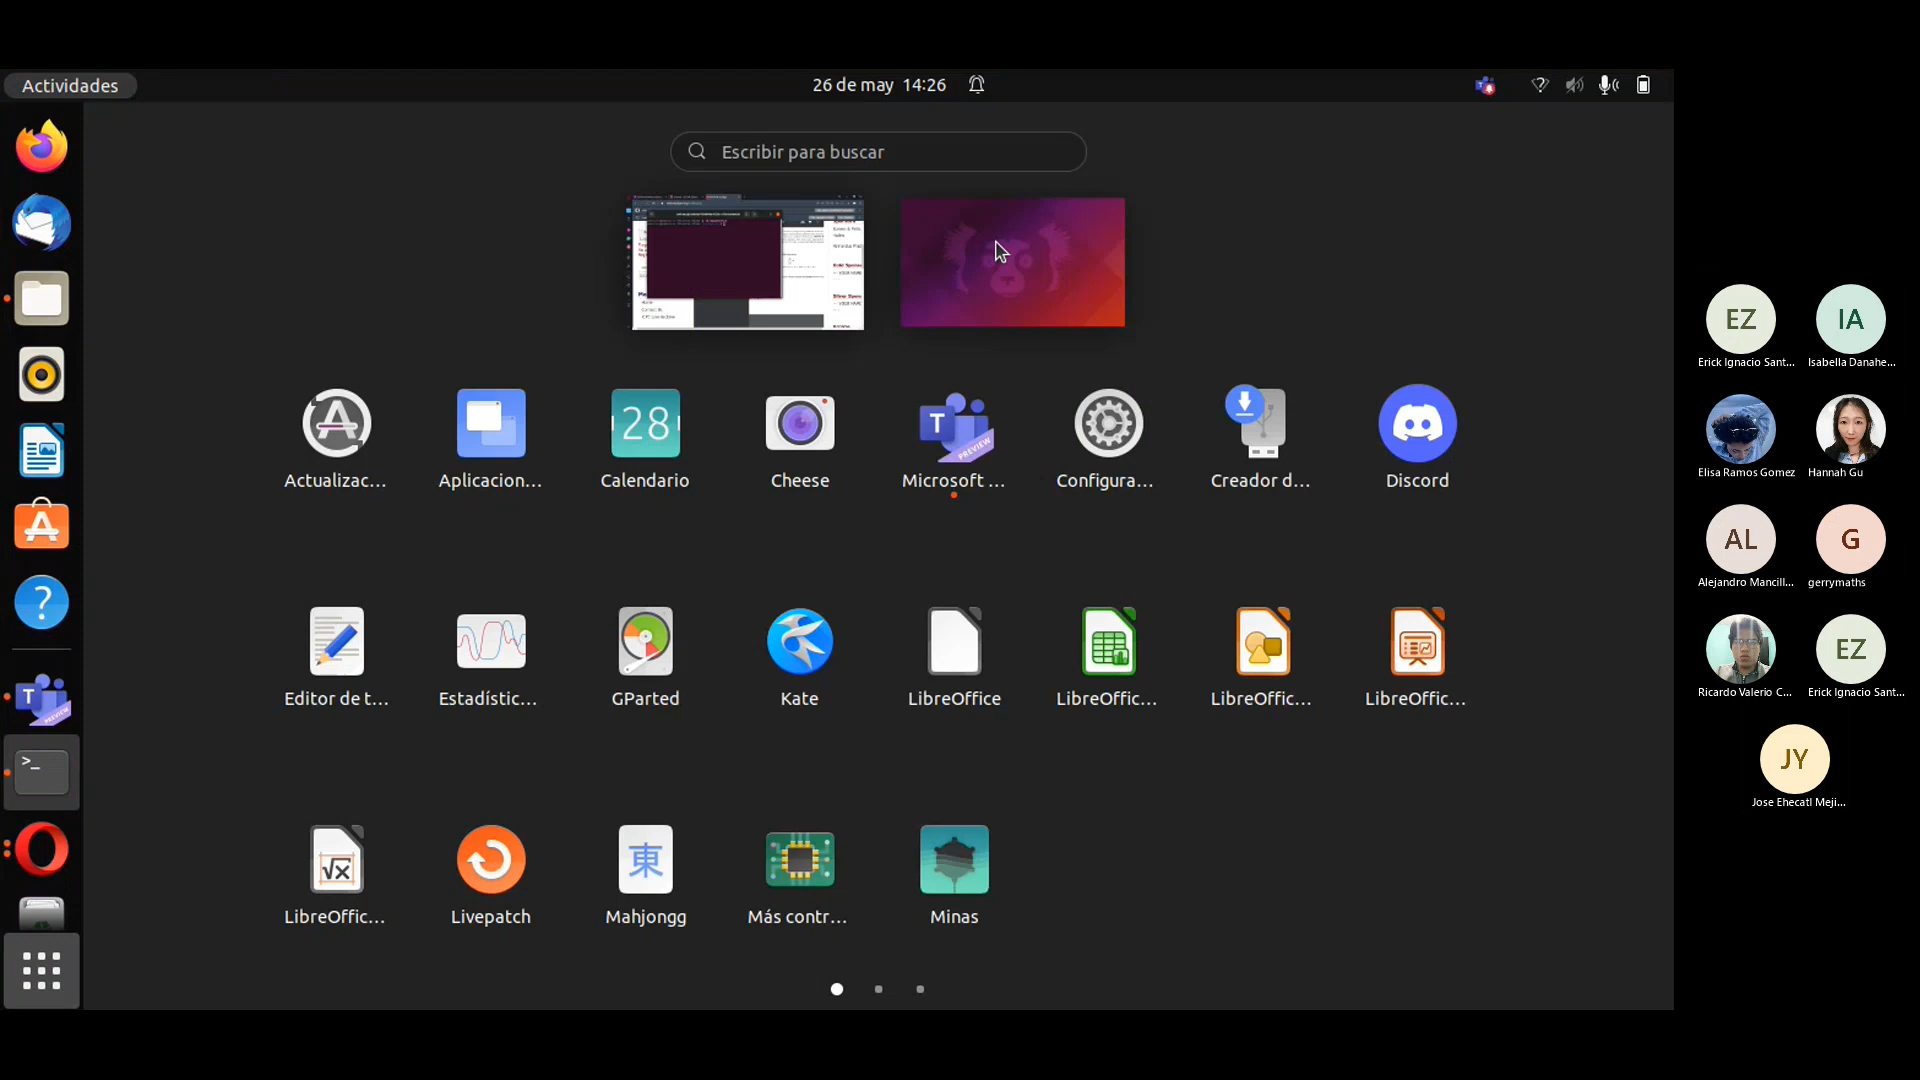 Actividades
26 de may 14:26
Escribir para buscar
Actualizac...
Aplicacion...
28
Calendario
Cheese
T
PREVIEW
Microsoft ...
Configura...
Creador d...
Discord
Editor de t...
Estadístic...
GParted
Kate
LibreOffice
LibreOffic...
LibreOffic...
LibreOffic...
T
PREVIEW
>_
√x
LibreOffic...
Livepatch
東
Mahjongg
Más contr...
Minas
EZ
Erick Ignacio Sant...
IA
Isabella Danahe...
Elisa Ramos Gomez
Hannah Gu
AL
Alejandro Mancill...
G
gerrymaths
Ricardo Valerio C...
EZ
Erick Ignacio Sant...
JY
Jose Ehecatl Meji...